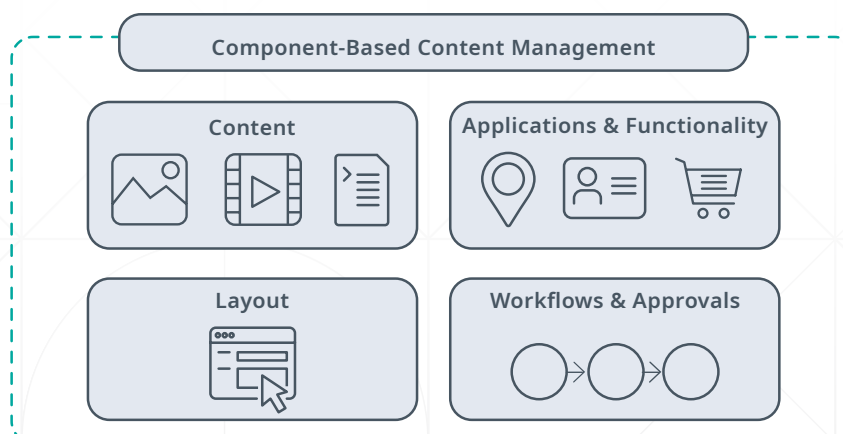 Component-Based Content Management
Content
Applications & Functionality
Layout
Workflows & Approvals